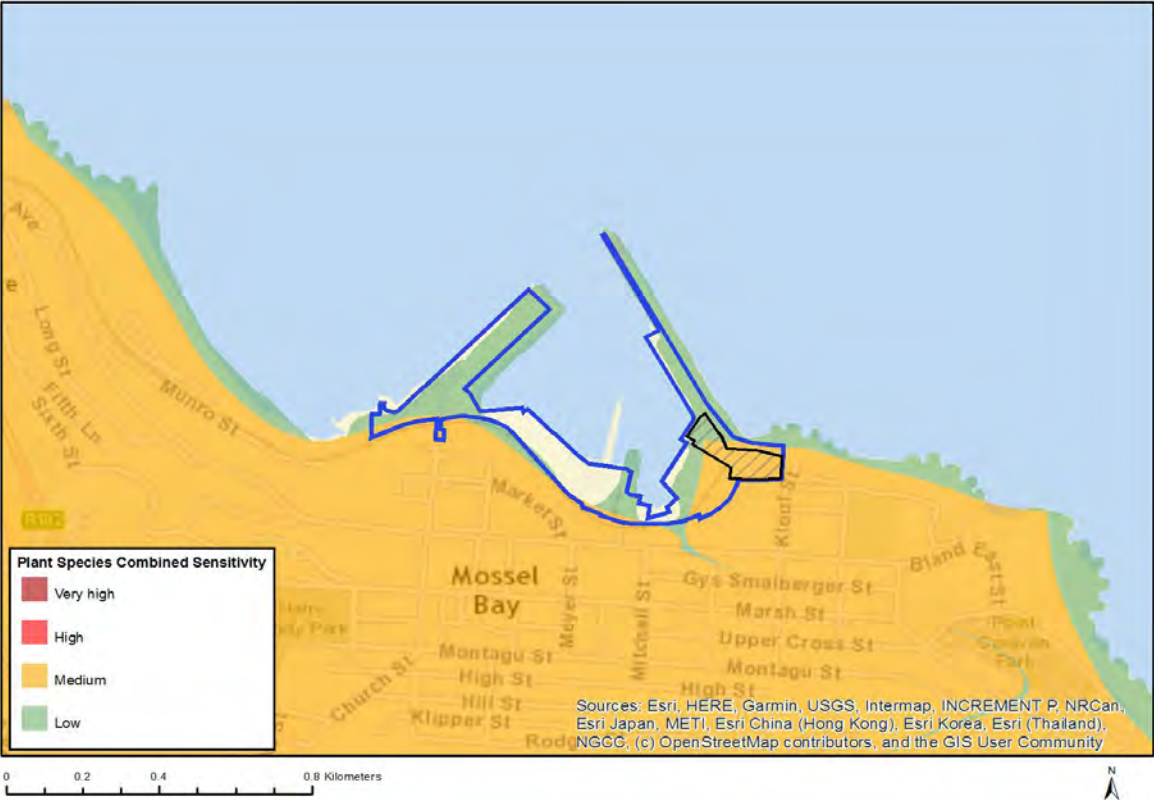 Ave
e
Long St
Fifth Ln
Sixth St
Munro St
R102
Market St
Kloof St
Mossel
Bay
Meyer St
Mitchell St
Gys Smalberger St
Bland
East St
Marsh St
Upper Cross St
Point
Caravan
Park
Montagu St
Montagu St
High St
High St
Church St
Hill St
Klipper St
Plant Species Combined Sensitivity
Very high
High
Medium
Low
Sources: Esri, HERE, Garmin, USGS, Intermap, INCREMENT P, NRCan,
Esri Japan, METI, Esri China (Hong Kong), Esri Korea, Esri (Thailand),
NGCC, (c) OpenStreetMap contributors, and the GIS User Community
0 0.2 0.4 0.8 Kilometers
N